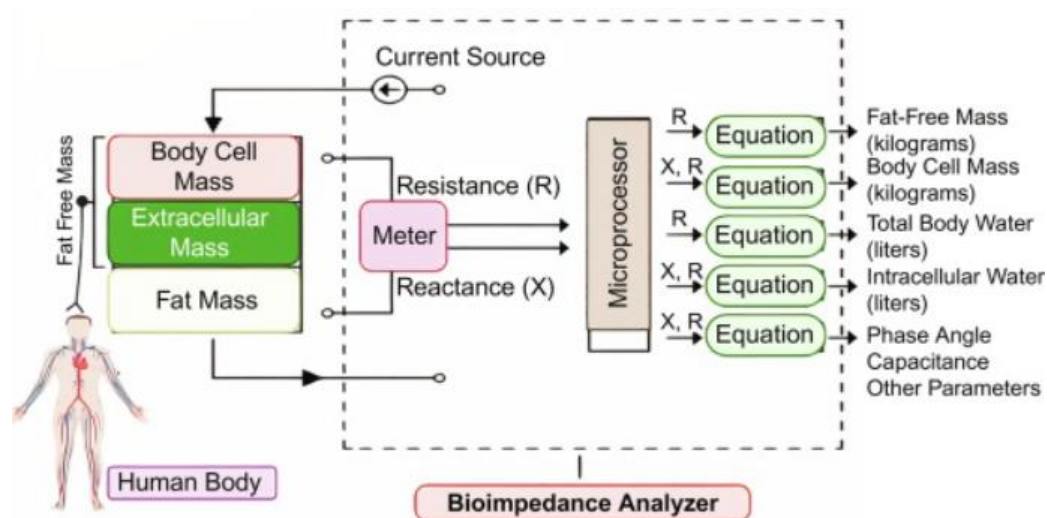 Current Source
Fat Free Mass
Body Cell
Mass
Extracellular
Mass
Fat Mass
Human Body
Resistance (R)
Meter
Reactance (X)
Microprocessor
R
Equation
Fat-Free Mass
(kilograms)
X, R
Equation
Body Cell Mass
(kilograms)
R
Equation
Total Body Water
(liters)
X, R
Equation
Intracellular Water
(liters)
X, R
Equation
Phase Angle
Capacitance
Other Parameters
Bioimpedance Analyzer